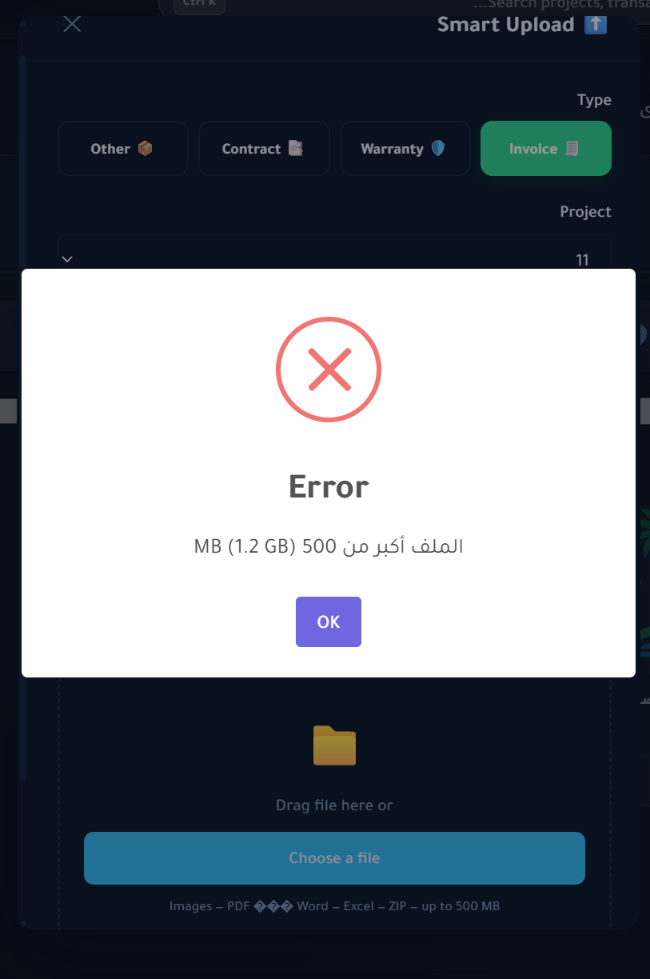 Ctrl K
...Search projects, transa
Smart Upload ⬆️
Type
Invoice 🧾
Warranty 🛡️
Contract 📑
Other 📦
Project
11
Error
الملف أكبر من 500 MB (1.2 GB)
OK
Drag file here or
Choose a file
Images – PDF ��� Word – Excel – ZIP – up to 500 MB